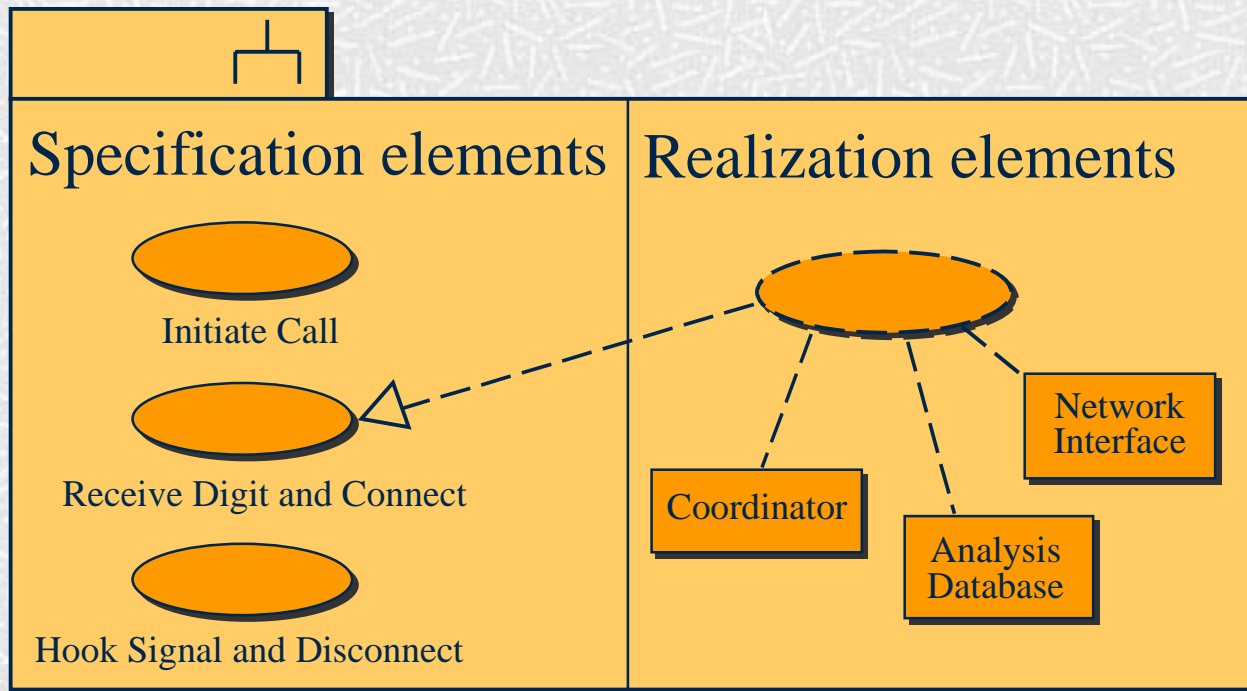 Specification elements
Realization elements
Initiate Call
Receive Digit and Connect
Hook Signal and Disconnect
Coordinator
Analysis
Database
Network
Interface